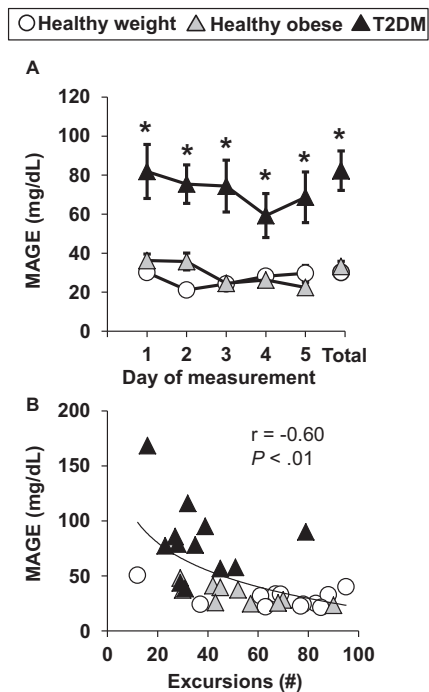 Healthy weight Healthy obese T2DM
A
120
100
80
60
40
20
0
MAGE (mg/dL)
* * * * * *
1 2 3 4 5 Total
Day of measurement
B
200
150
100
50
0
MAGE (mg/dL)
r = -0.60
P < .01
0 20 40 60 80 100
Excursions (#)